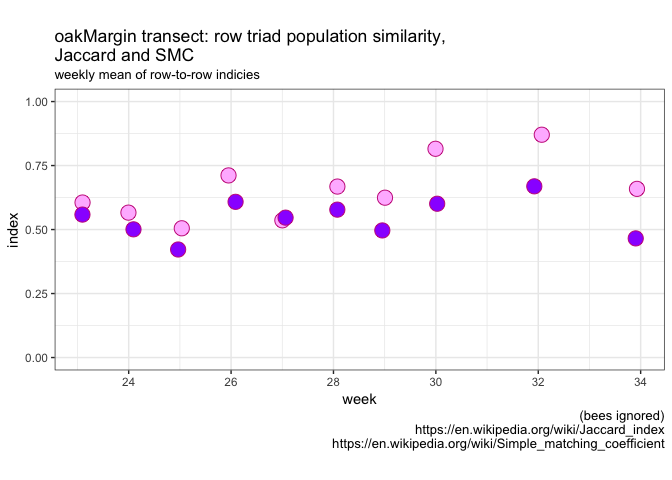 oakMargin transect: row triad population similarity,
Jaccard and SMC
weekly mean of row-to-row indicies
1.00
0.75
0.50
0.25
0.00
index
24 26 28 30 32 34
week
(bees ignored)
https://en.wikipedia.org/wiki/Jaccard_index
https://en.wikipedia.org/wiki/Simple_matching_coefficient